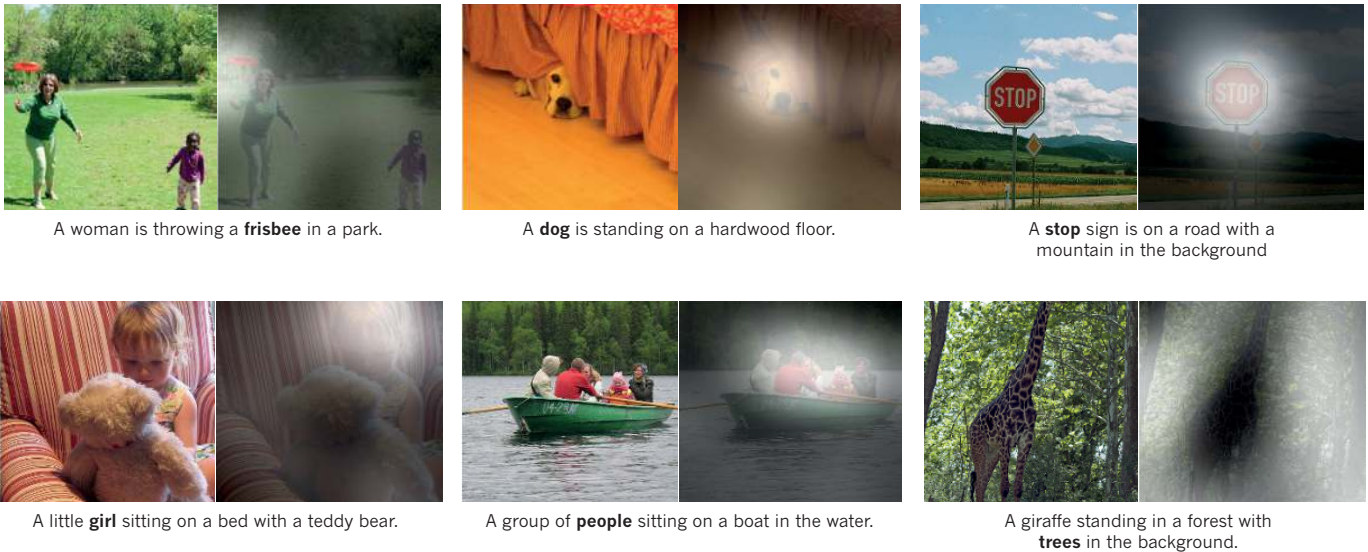 STOP
STOP
A woman is throwing a frisbee in a park.
A dog is standing on a hardwood floor.
A stop sign is on a road with a
mountain in the background
A little girl sitting on a bed with a teddy bear.
A group of people sitting on a boat in the water.
A giraffe standing in a forest with
trees in the background.